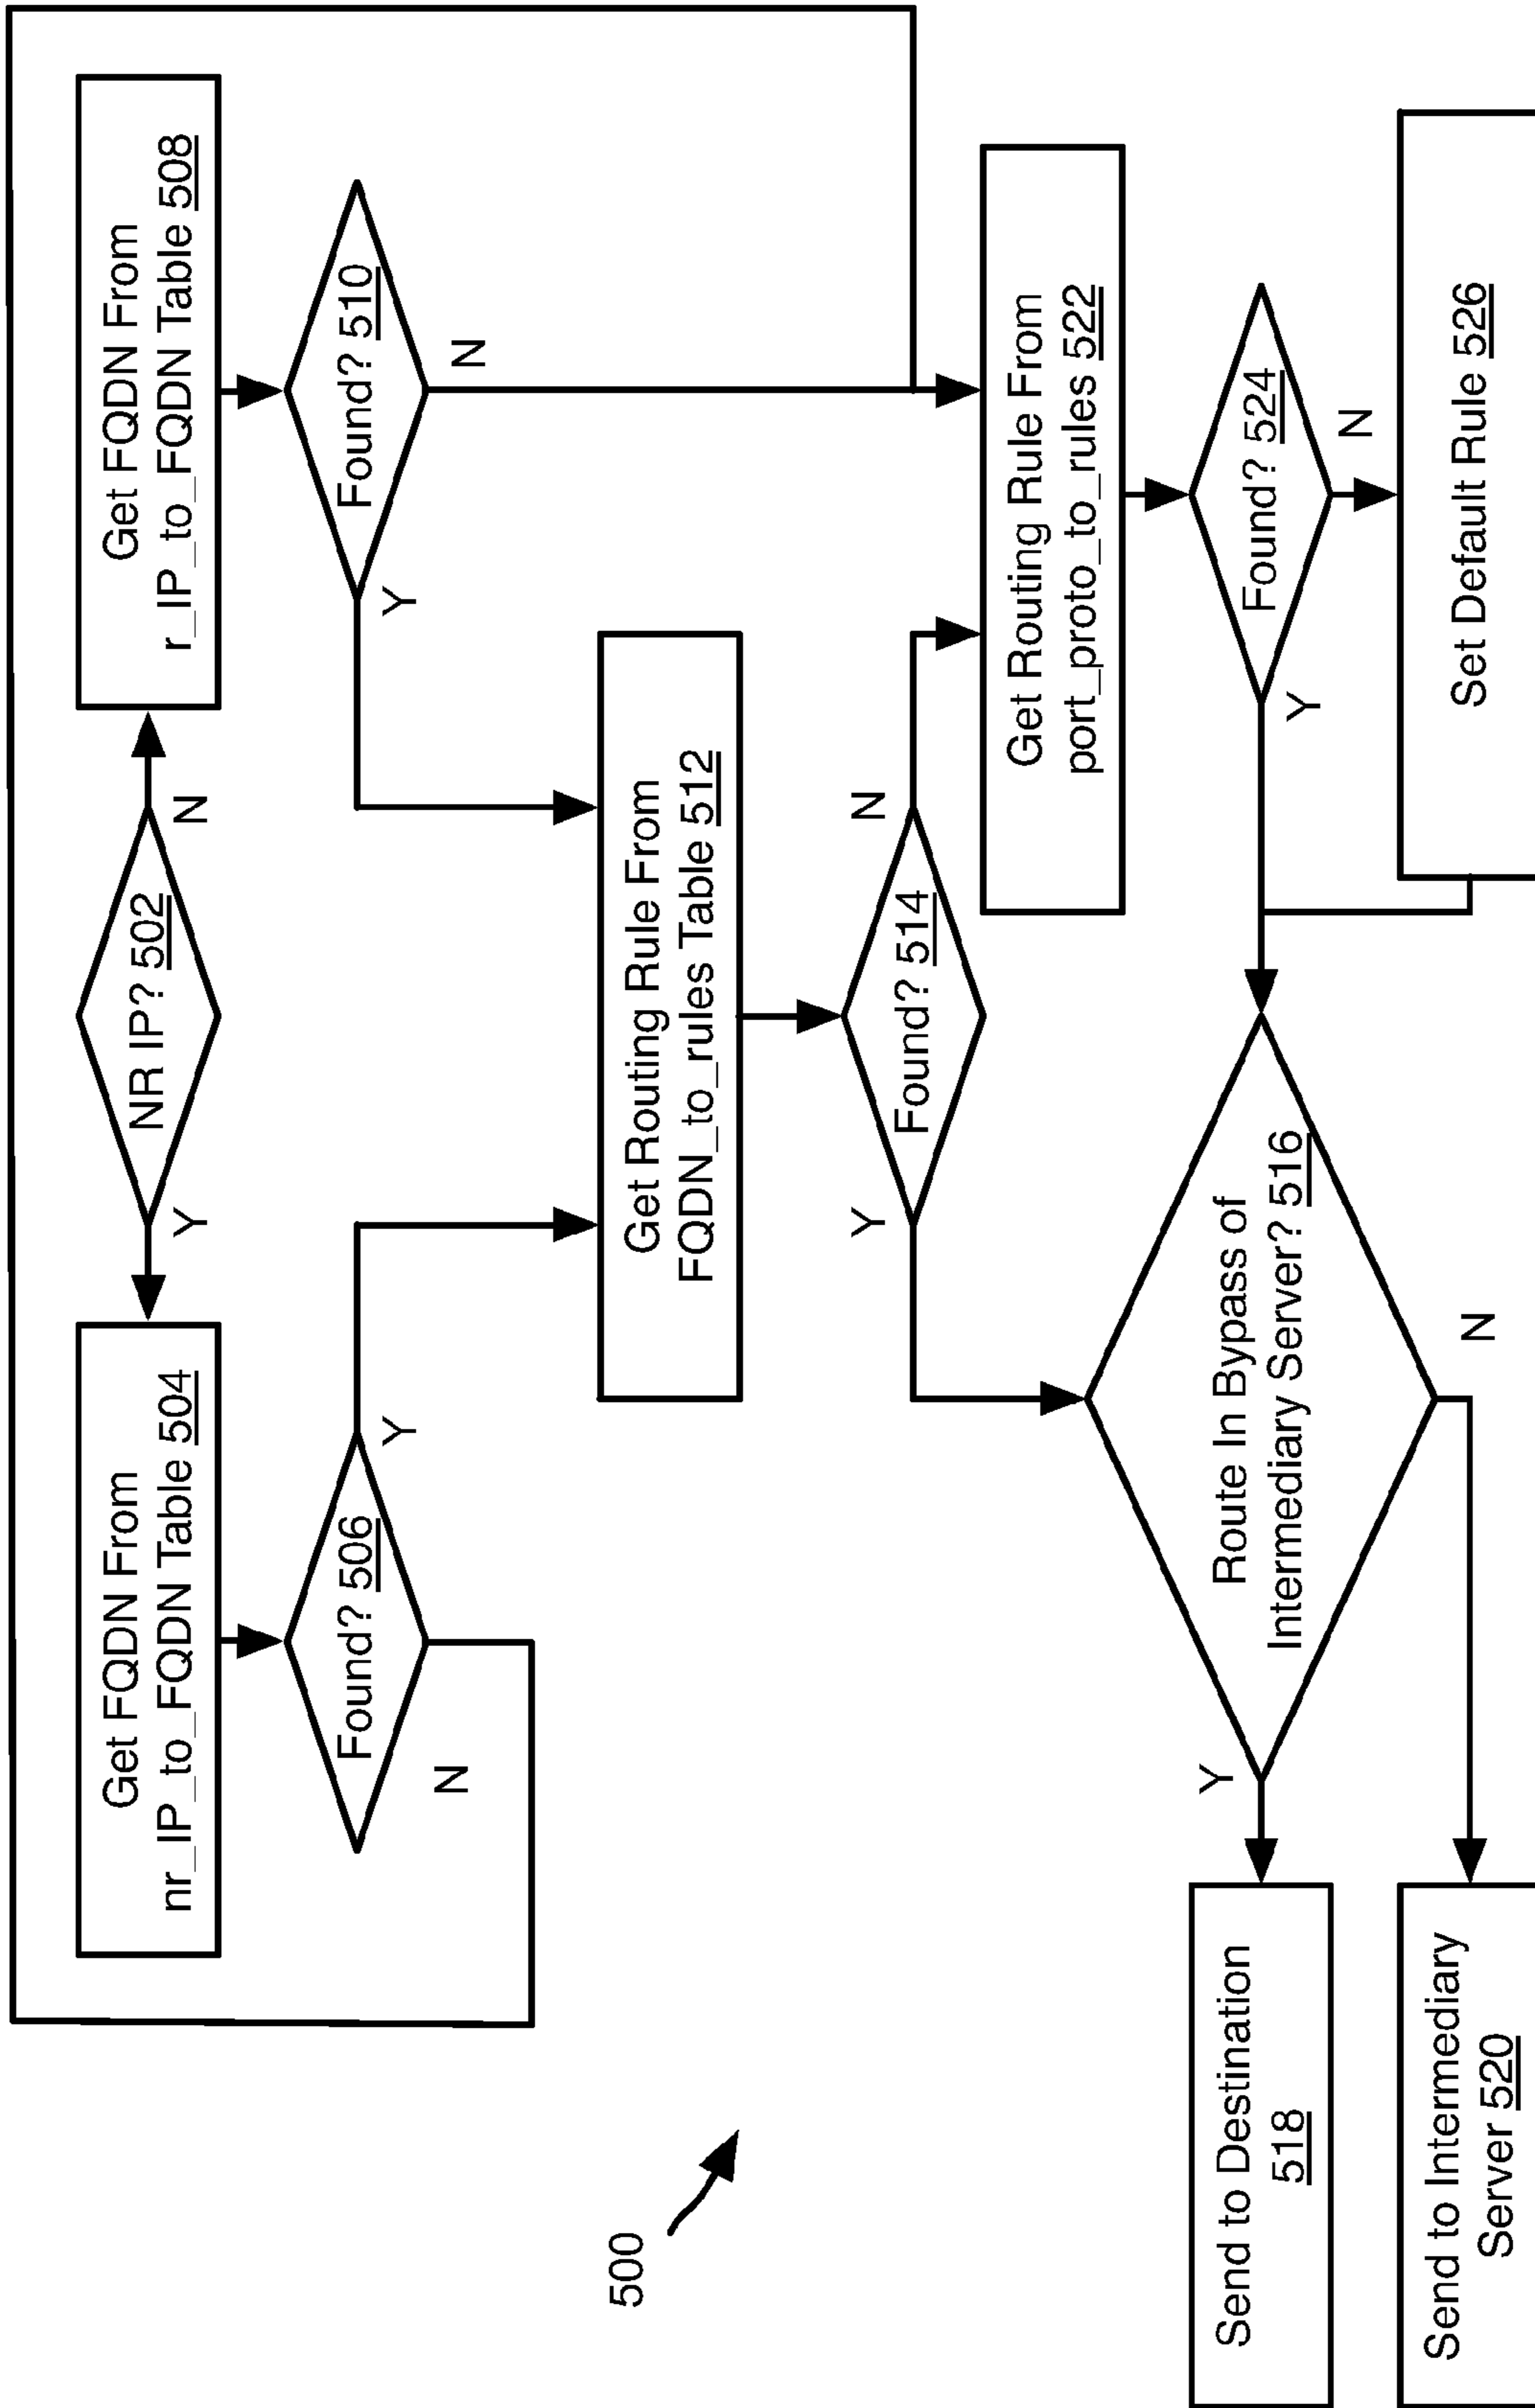 500
NR IP? 502
Y
N
Get FQDN From
nr_IP_to_FQDN Table 504
Get FQDN From
r_IP_to_FQDN Table 508
Found? 506
N
Y
Found? 510
Y
N
Get Routing Rule From
FQDN_to_rules Table 512
Found? 514
Y
N
Get Routing Rule From
port_proto_to_rules 522
Found? 524
Y
N
Set Default Rule 526
Route In Bypass of
Intermediary Server? 516
Y
N
Send to Destination
518
Send to Intermediary
Server 520